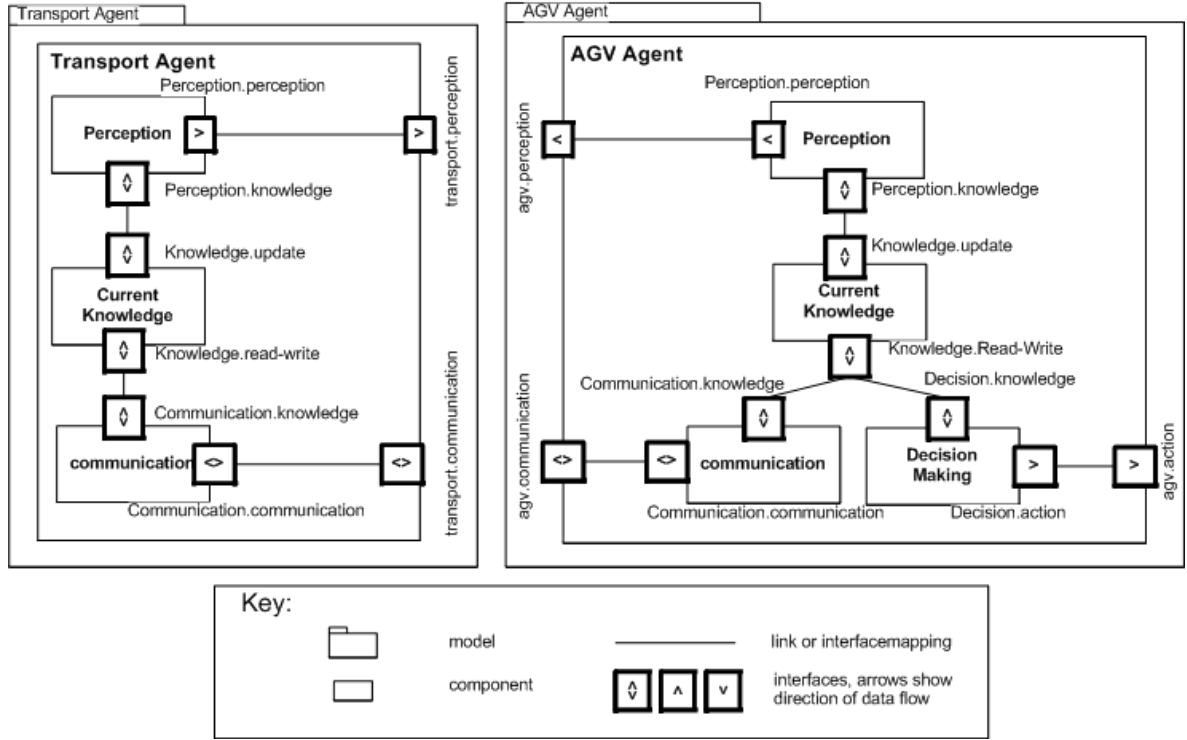 Transport Agent
Transport Agent
Perception.perception
Perception
>
>
transport.perception
Perception.knowledge
Knowledge.update
Current
Knowledge
Knowledge.read-write
Communication.knowledge
communication
<>
<>
transport.communication
Communication.communication
AGV Agent
AGV Agent
Perception.perception
agv.perception
<
<
Perception
Perception.knowledge
Knowledge.update
Current
Knowledge
Knowledge.Read-Write
Communication.knowledge
Decision.knowledge
agv.communication
<>
<>
communication
Decision
Making
>
>
agv.action
Communication.communication
Decision.action
Key:
model
link or interfacemapping
component
interfaces, arrows show
direction of data flow